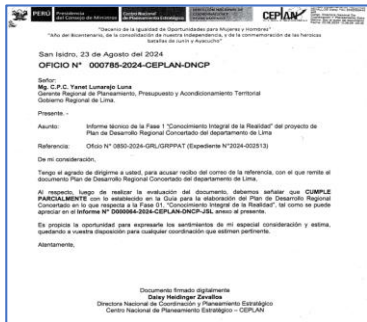 PERÚ
Presidencia del Consejo de Ministros
Centro Nacional de Planeamiento Estratégico
CEPLAN
"Decenio de la Igualdad de Oportunidades para Mujeres y Hombres"
"Año del Bicentenario, de la consolidación de nuestra Independencia, y de la conmemoración de las heroicas
batallas de Junín y Ayacucho"
San Isidro, 23 de Agosto del 2024
OFICIO N° 000785-2024-CEPLAN-DNCP
Señor:
Mg. C.P.C. Yanet Lunarejo Luna
Gerente Regional de Planeamiento, Presupuesto y Acondicionamiento Territorial
Gobierno Regional de Lima.
Presente. -
Asunto: Informe técnico de la Fase 1 "Conocimiento Integral de la Realidad" del proyecto de
Plan de Desarrollo Regional Concertado del departamento de Lima
Referencia: Oficio N° 0850-2024-GRL/GRPPAT (Expediente N°2024-002513)
De mi consideración,
Tengo el agrado de dirigirme a usted, para acusar recibo del correo de la referencia, con el que remite el
documento Plan de Desarrollo Regional Concertado del departamento de Lima.
Al respecto, luego de realizar la evaluación del documento, debemos señalar que CUMPLE
PARCIALMENTE con lo establecido en la Guía para la elaboración del Plan de Desarrollo Regional
Concertado en lo que respecta a la Fase 01, "Conocimiento Integral de la Realidad", tal como se puede
apreciar en el Informe N° D000064-2024-CEPLAN-DNCP-JSL anexo al presente.
Es propicia la oportunidad para expresarle los sentimientos de mi especial consideración y estima,
quedando a vuestra disposición para cualquier coordinación que estimen pertinente.
Atentamente,
Documento firmado digitalmente
Daisy Heidinger Zevallos
Directora Nacional de Coordinación y Planeamiento Estratégico
Centro Nacional de Planeamiento Estratégico – CEPLAN